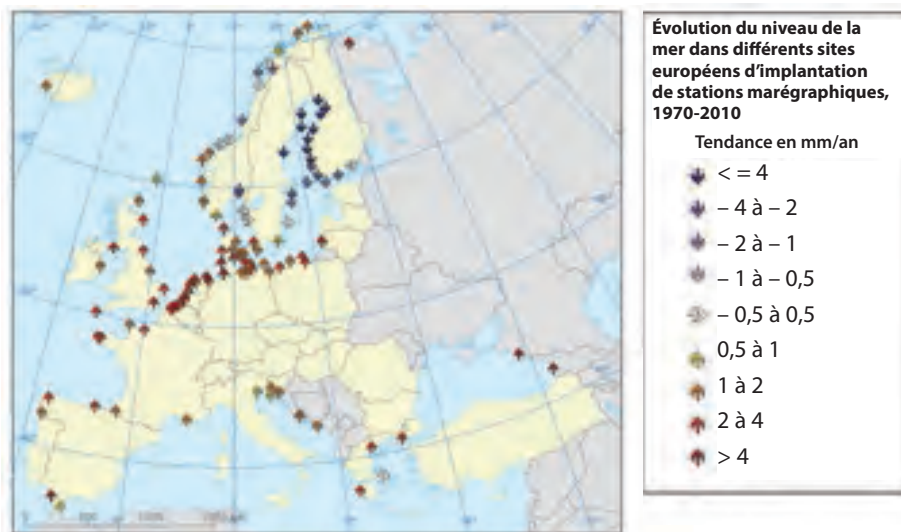 Évolution du niveau de la
mer dans différents sites
européens d’implantation
de stations marégraphiques,
1970-2010
Tendance en mm/an
< = 4
– 4 à – 2
– 2 à – 1
– 1 à – 0,5
– 0,5 à 0,5
0,5 à 1
1 à 2
2 à 4
> 4